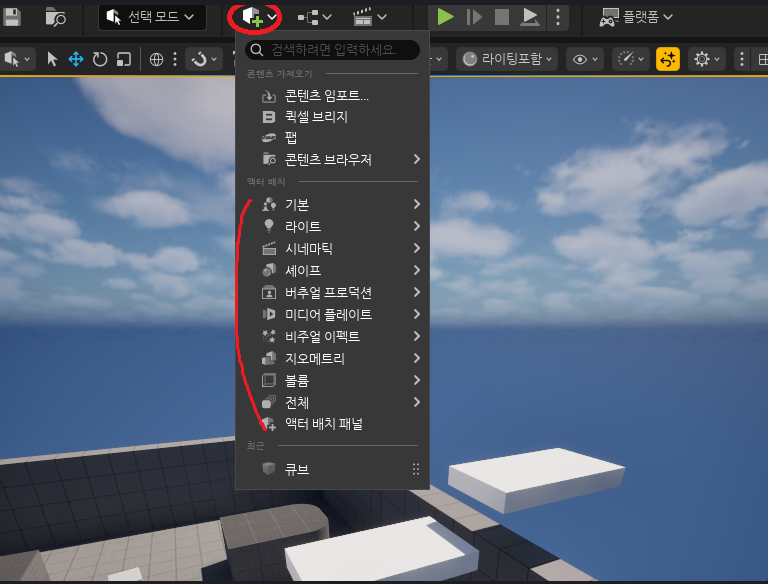 선택 모드
플랫폼
라이팅포함
검색하려면 입력하세요.
콘텐츠 가져오기
콘텐츠 임포트...
퀵셀 브리지
팹
콘텐츠 브라우저
액터 배치
기본
라이트
시네마틱
셰이프
버추얼 프로덕션
미디어 플레이트
비주얼 이펙트
지오메트리
볼륨
전체
액터 배치 패널
최근
큐브